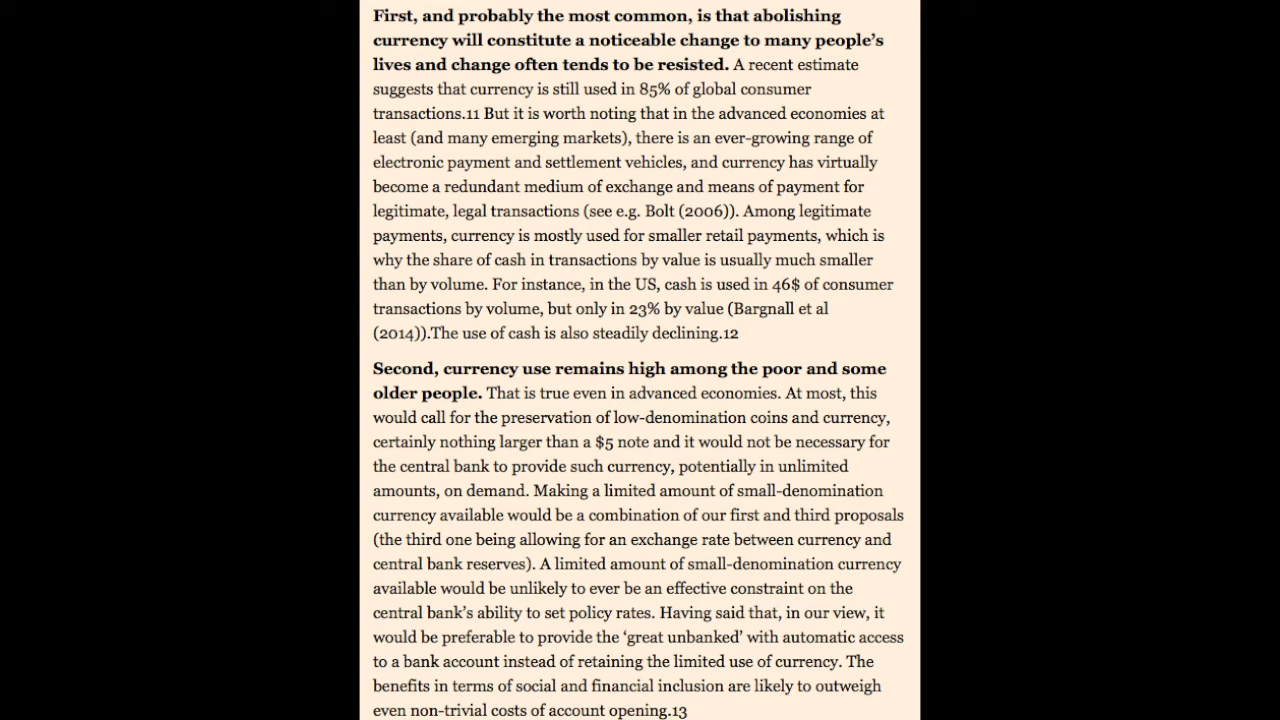 First, and probably the most common, is that abolishing
currency will constitute a noticeable change to many people’s
lives and change often tends to be resisted. A recent estimate
suggests that currency is still used in 85% of global consumer
transactions.11 But it is worth noting that in the advanced economies at
least (and many emerging markets), there is an ever-growing range of
electronic payment and settlement vehicles, and currency has virtually
become a redundant medium of exchange and means of payment for
legitimate, legal transactions (see e.g. Bolt (2006)). Among legitimate
payments, currency is mostly used for smaller retail payments, which is
why the share of cash in transactions by value is usually much smaller
than by volume. For instance, in the US, cash is used in 46$ of consumer
transactions by volume, but only in 23% by value (Bargnall et al
(2014)).The use of cash is also steadily declining.12
Second, currency use remains high among the poor and some
older people. That is true even in advanced economies. At most, this
would call for the preservation of low-denomination coins and currency,
certainly nothing larger than a $5 note and it would not be necessary for
the central bank to provide such currency, potentially in unlimited
amounts, on demand. Making a limited amount of small-denomination
currency available would be a combination of our first and third proposals
(the third one being allowing for an exchange rate between currency and
central bank reserves). A limited amount of small-denomination currency
available would be unlikely to ever be an effective constraint on the
central bank’s ability to set policy rates. Having said that, in our view, it
would be preferable to provide the ‘great unbanked’ with automatic access
to a bank account instead of retaining the limited use of currency. The
benefits in terms of social and financial inclusion are likely to outweigh
even non-trivial costs of account opening.13